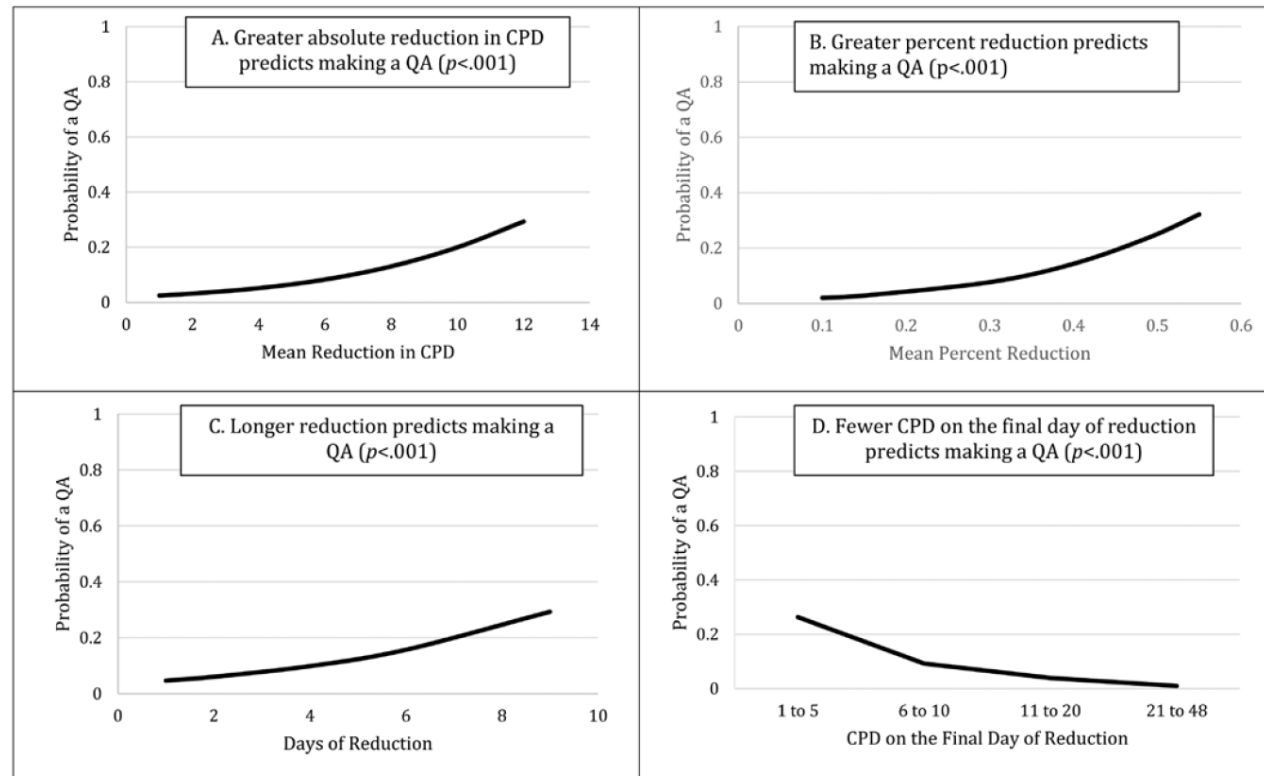 A. Greater absolute reduction in CPD
predicts making a QA (p<.001)
Probability of a QA
1
0.8
0.6
0.4
0.2
0
0 2 4 6 8 10 12 14
Mean Reduction in CPD
B. Greater percent reduction predicts
making a QA (p<.001)
Probability of a QA
1
0.8
0.6
0.4
0.2
0
0 0.1 0.2 0.3 0.4 0.5 0.6
Mean Percent Reduction
C. Longer reduction predicts making a
QA (p<.001)
Probability of a QA
1
0.8
0.6
0.4
0.2
0
0 2 4 6 8 10
Days of Reduction
D. Fewer CPD on the final day of reduction
predicts making a QA (p<.001)
Probability of a QA
1
0.8
0.6
0.4
0.2
0
1 to 5 6 to 10 11 to 20 21 to 48
CPD on the Final Day of Reduction